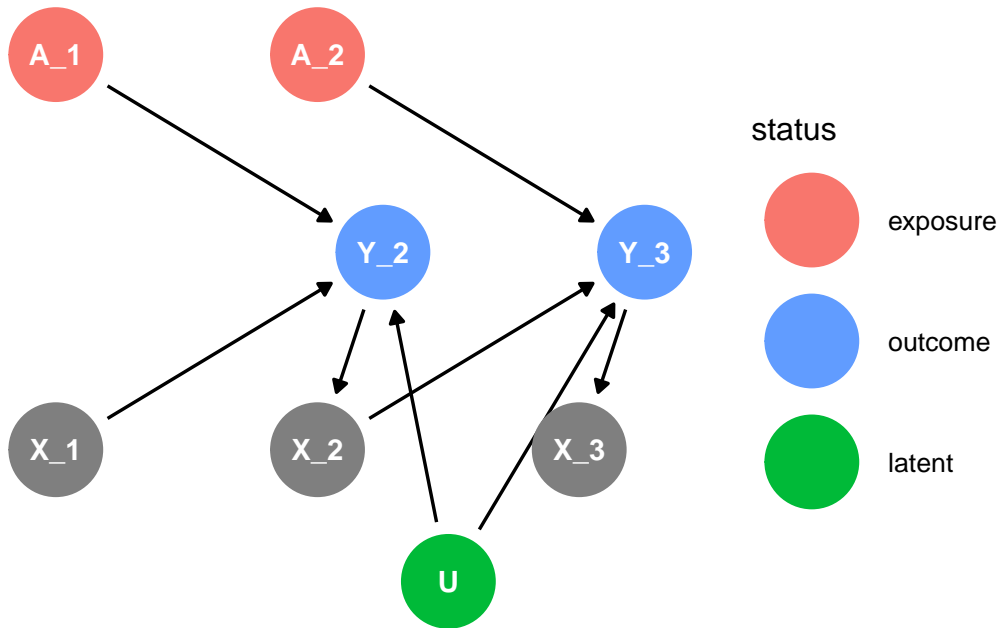 A_1
A_2
status
exposure
Y_2
Y_3
outcome
X_1
X_2
X_3
latent
U